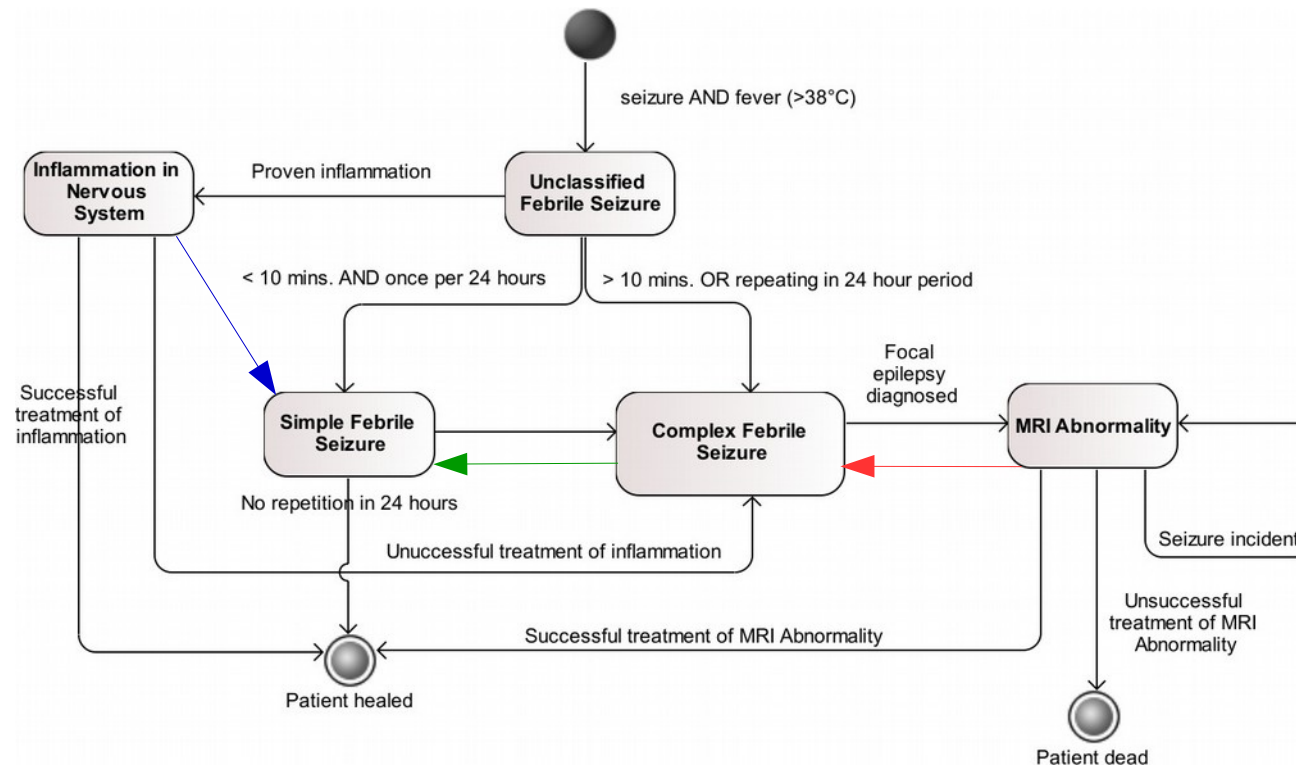 seizure AND fever (>38°C)
Inflammation in
Nervous
System
Proven inflammation
Unclassified
Febrile Seizure
< 10 mins. AND once per 24 hours
> 10 mins. OR repeating in 24 hour period
Focal
epilepsy
diagnosed
Successful
treatment of
inflammation
Simple Febrile
Seizure
Complex Febrile
Seizure
MRI Abnormality
No repetition in 24 hours
Unuccessful treatment of inflammation
Seizure incident
Unsuccessful
treatment of MRI
Abnormality
Successful treatment of MRI Abnormality
Patient healed
Patient dead